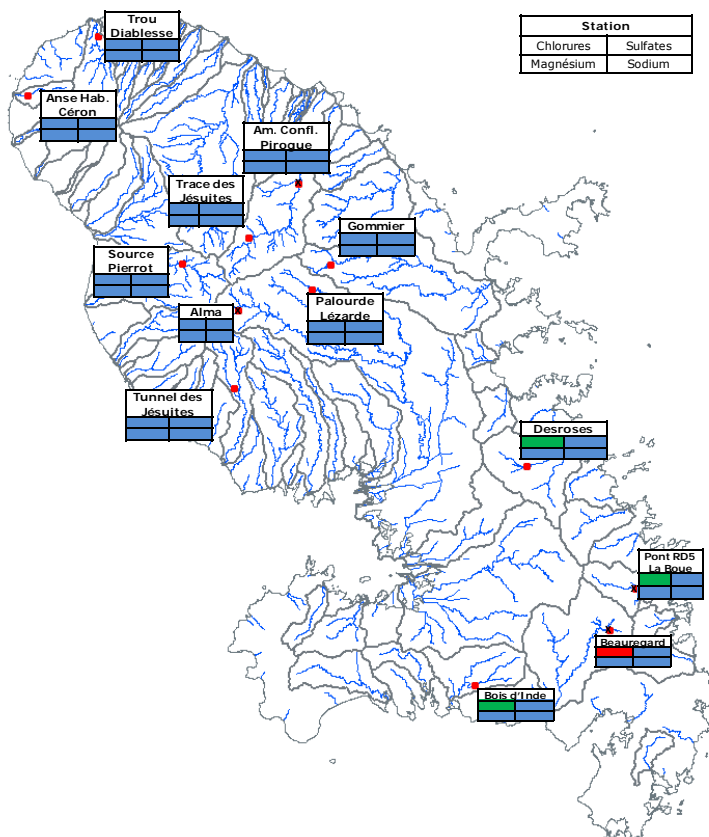 Trou
Diablesse
Station
Chlorures Sulfates
Magnésium Sodium
Anse Hab.
Céron
Am. Confl.
Pirogue
Trace des
Jésuites
Gommier
Source
Pierrot
Palourde
Lézarde
Alma
Tunnel des
Jésuites
Desroses
Pont RD5
La Boue
Beauregard
Bois d'Inde